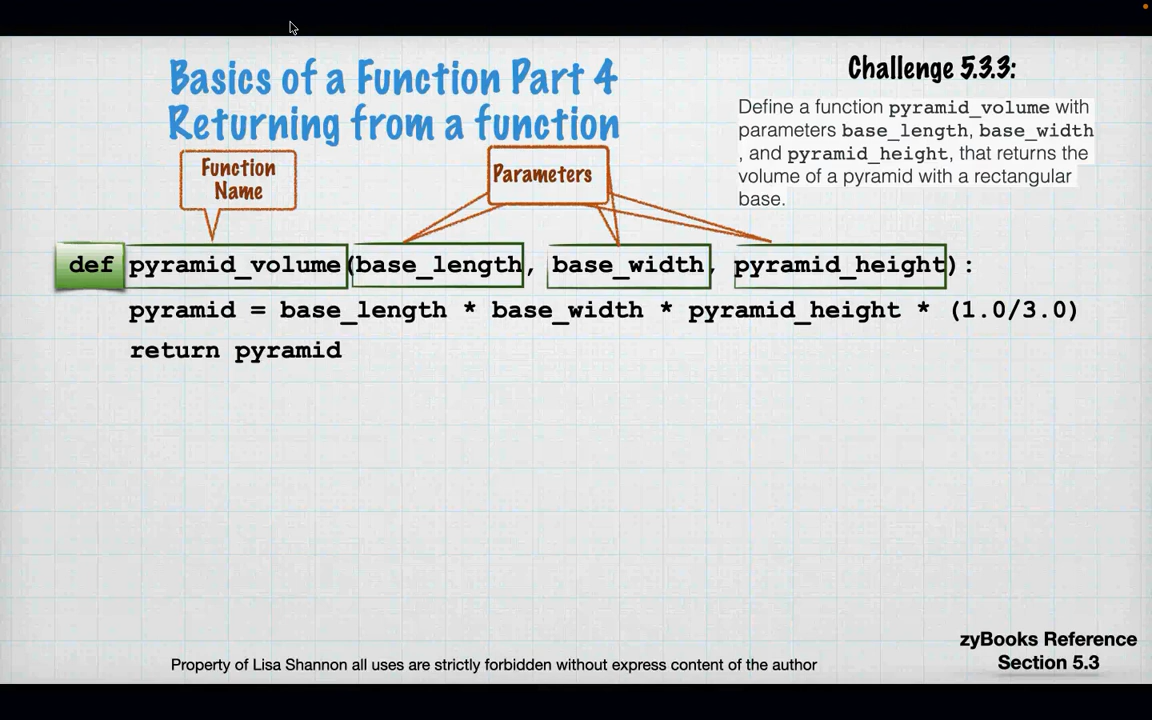 Basics of a Function Part 4
Returning from a function
Challenge 5.3.3:
Define a function pyramid_volume with
parameters base_length, base_width
, and pyramid_height, that returns the
volume of a pyramid with a rectangular
base.
Function
Name
Parameters
def pyramid_volume(base_length, base_width, pyramid_height):
pyramid = base_length * base_width * pyramid_height * (1.0/3.0)
return pyramid
zyBooks Reference
Section 5.3
Property of Lisa Shannon all uses are strictly forbidden without express content of the author